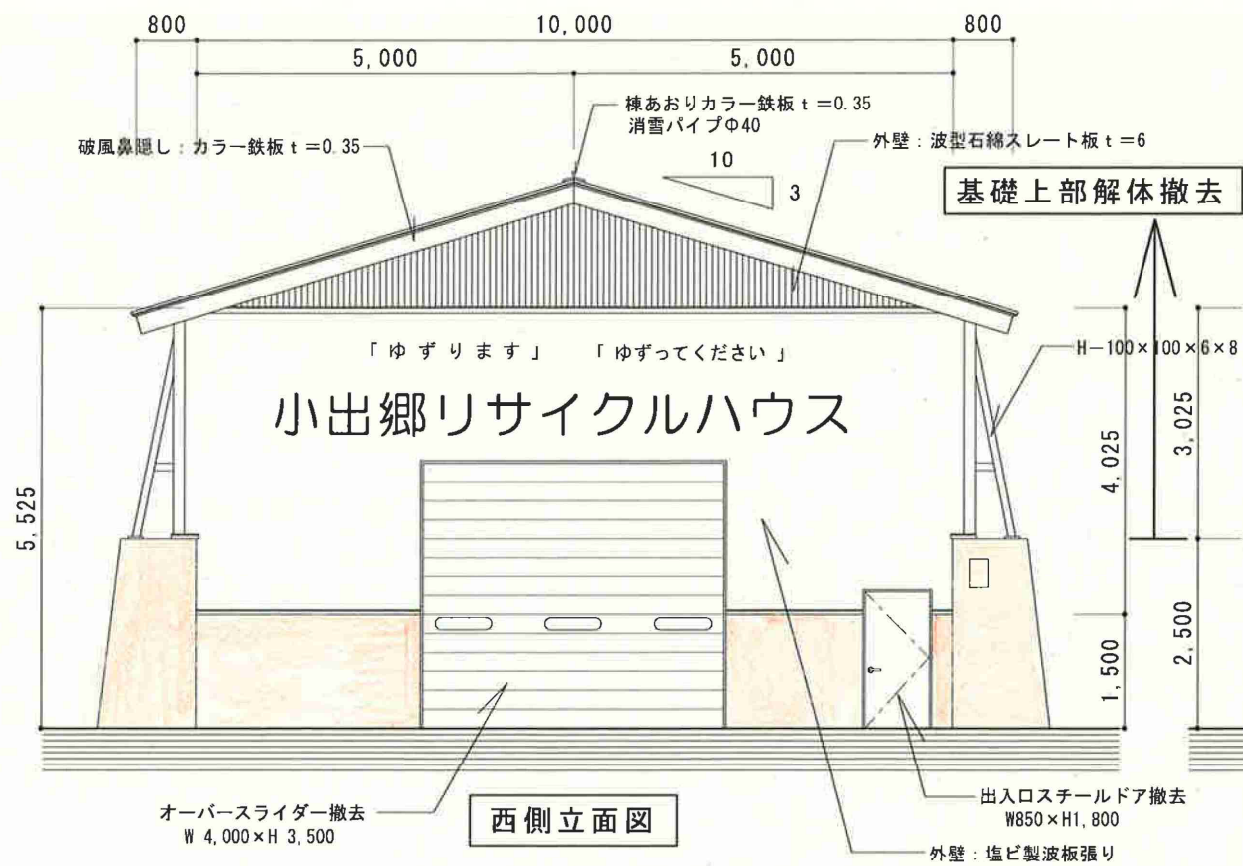 800
10,000
800
5,000
5,000
棟あおりカラー鉄板 t=0.35
消雪パイプΦ40
破風鼻隠し:カラー鉄板 t=0.35
外壁:波型石綿スレート板 t=6
10
3
基礎上部解体撤去
「ゆずります」 「ゆずってください」
H-100×100×6×8
小出郷リサイクルハウス
5,525
4,025
3,025
1,500
2,500
オーバースライダー撤去
W 4,000×H 3,500
西側立面図
出入口スチールドア撤去
W850×H1,800
外壁:塩ビ製波板張り